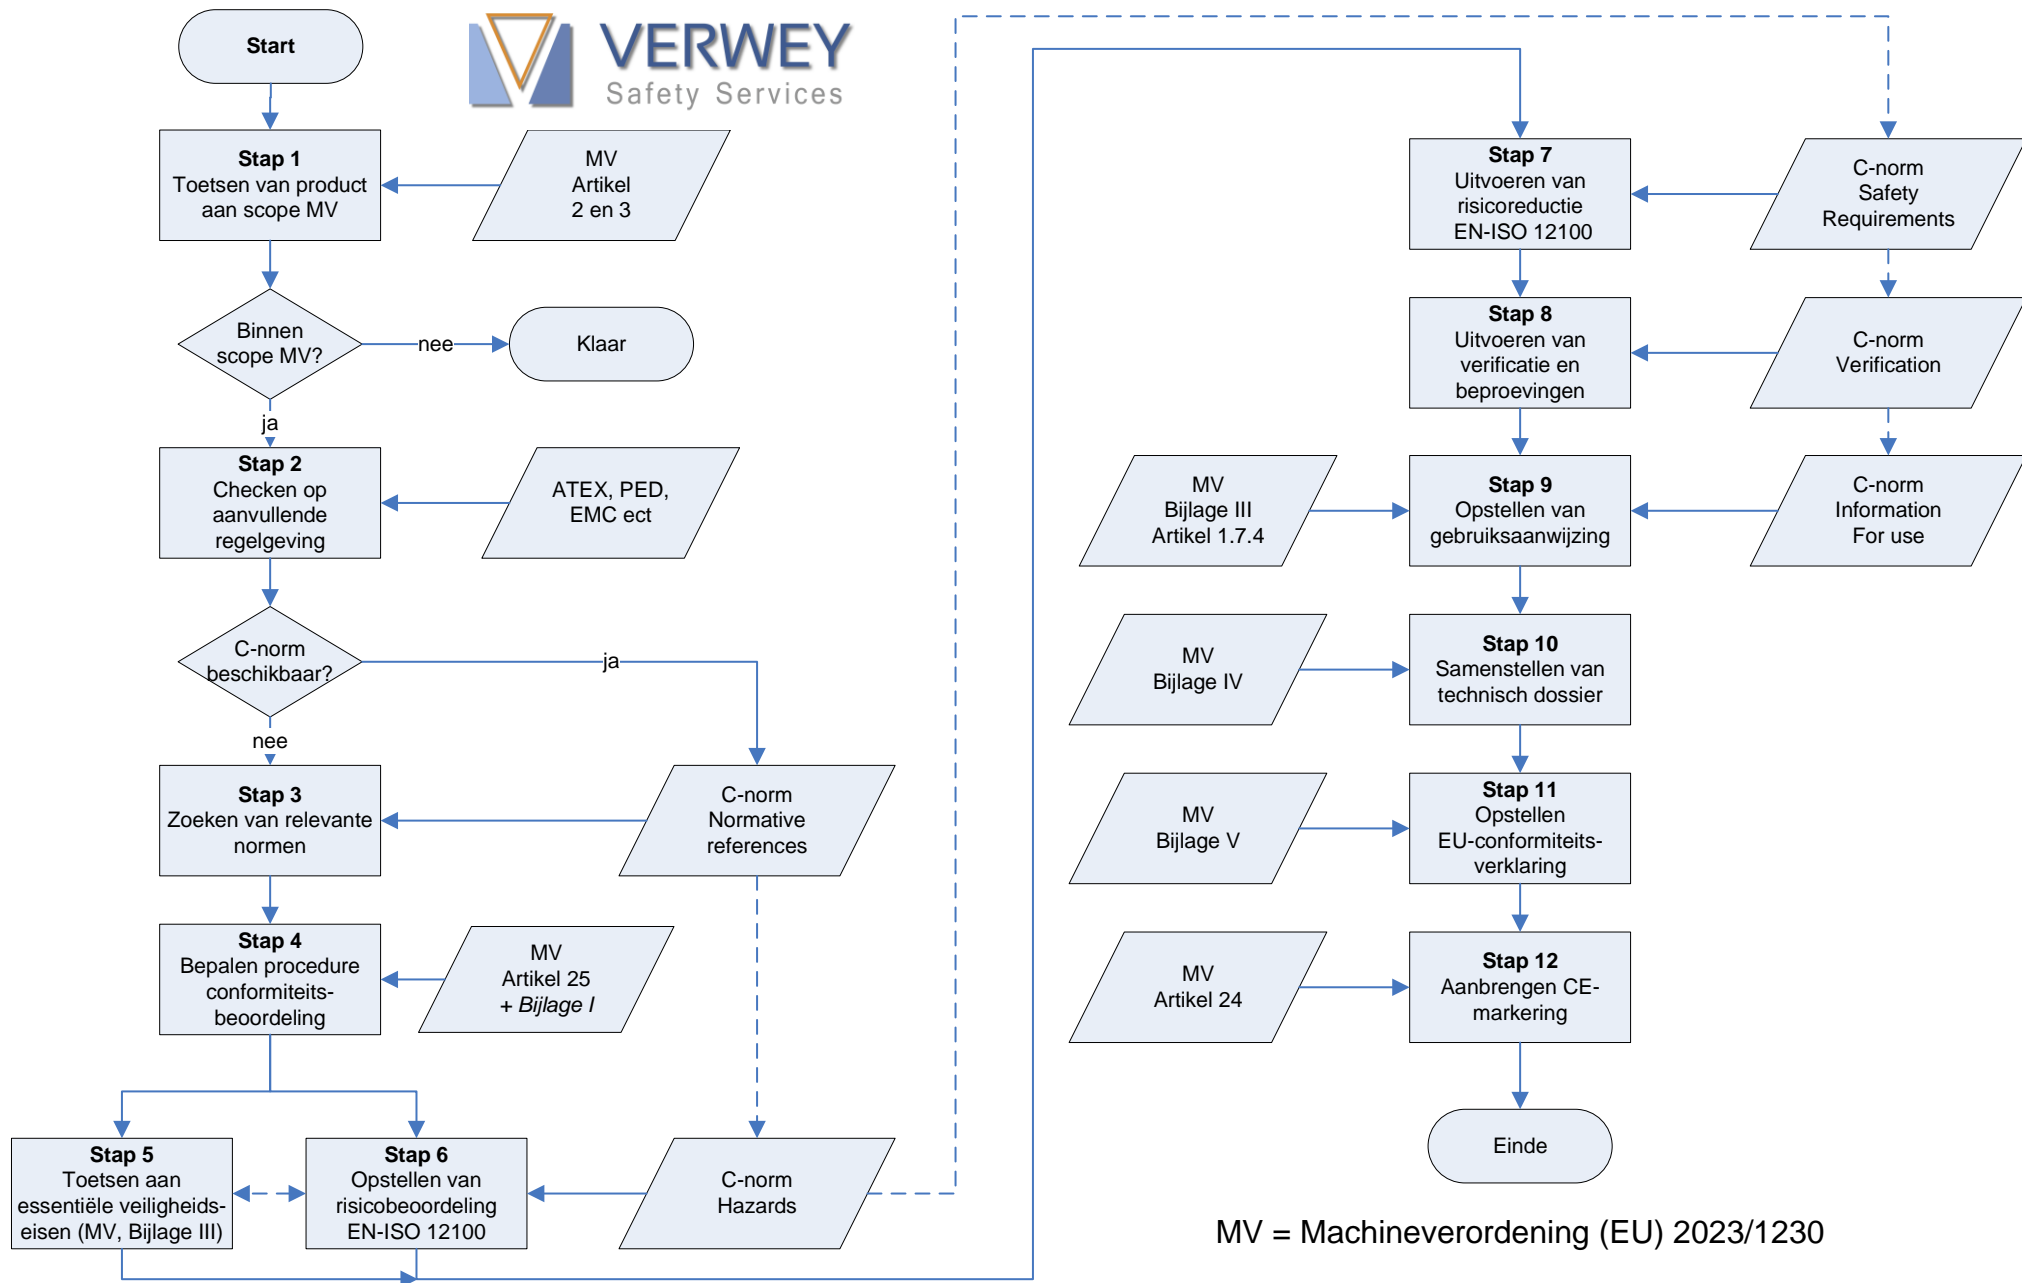 Start
VERWEY
Safety Services
Stap 1
Toetsen van product
aan scope MV
MV
Artikel
2 en 3
Binnen
scope MV?
nee
Klaar
ja
Stap 2
Checken op
aanvullende
regelgeving
ATEX, PED,
EMC ect
C-norm
beschikbaar?
ja
nee
Stap 3
Zoeken van relevante
normen
C-norm
Normative
references
Stap 4
Bepalen procedure
conformiteits-
beoordeling
MV
Artikel 25
+ Bijlage I
Stap 5
Toetsen aan
essentiële veiligheids-
eisen (MV, Bijlage III)
Stap 6
Opstellen van
risicobeoordeling
EN-ISO 12100
C-norm
Hazards
Stap 7
Uitvoeren van
risicoreductie
EN-ISO 12100
C-norm
Safety
Requirements
Stap 8
Uitvoeren van
verificatie en
beproevingen
C-norm
Verification
MV
Bijlage III
Artikel 1.7.4
Stap 9
Opstellen van
gebruiksaanwijzing
C-norm
Information
For use
MV
Bijlage IV
Stap 10
Samenstellen van
technisch dossier
MV
Bijlage V
Stap 11
Opstellen
EU-conformiteits-
verklaring
MV
Artikel 24
Stap 12
Aanbrengen CE-
markering
Einde
MV = Machineverordening (EU) 2023/1230